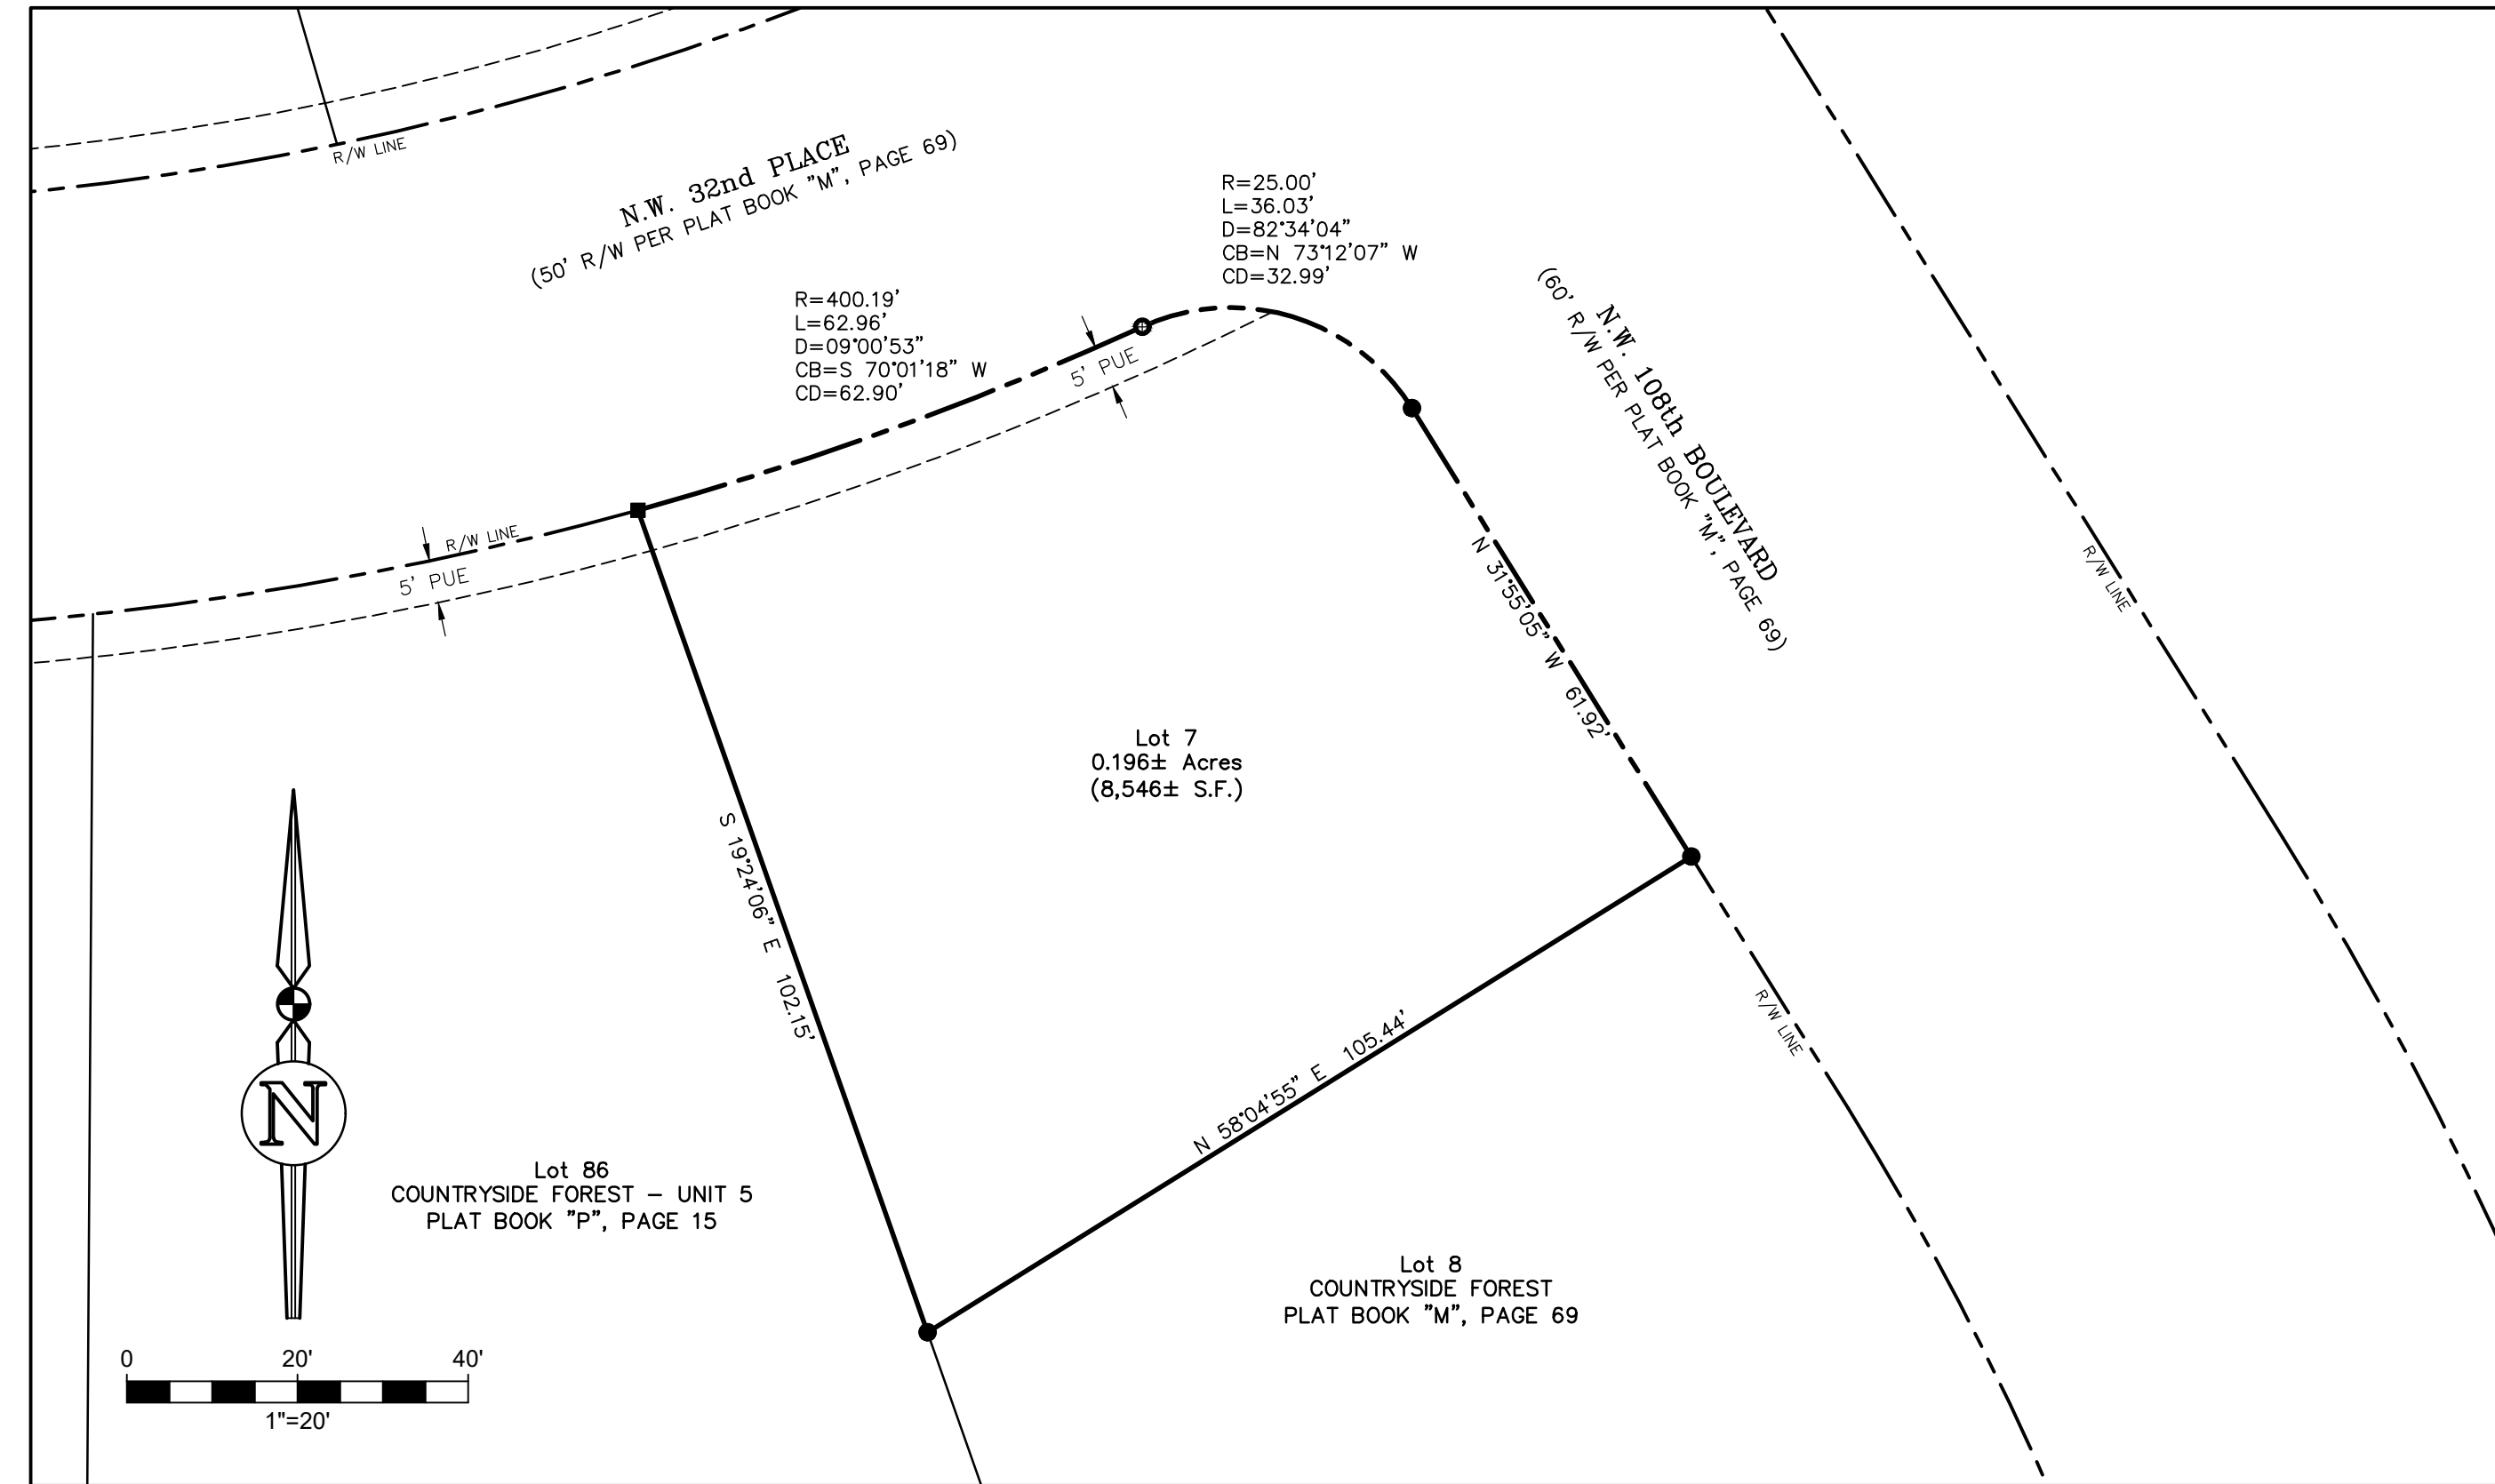 R/W LINE
N.W. 32nd PLACE
(50' R/W PER PLAT BOOK "M", PAGE 69)
R=25.00'
L=36.03'
D=82°34'04"
CB=N 73°12'07" W
CD=32.99'
R=400.19'
L=62.96'
D=09°00'53"
CB=S 70°01'18" W
CD=62.90'
5' PUE
N.W. 108th BOULEVARD
(60' R/W PER PLAT BOOK "M", PAGE 69)
R/W LINE
5' PUE
R/W LINE
N 31°55'05" W 61.92'
Lot 7
0.196± Acres
(8,546± S.F.)
S 19°24'06" E 102.15'
R/W LINE
N 58°04'55" E 105.44'
N
Lot 86
COUNTRYSIDE FOREST – UNIT 5
PLAT BOOK "P", PAGE 15
Lot 8
COUNTRYSIDE FOREST
PLAT BOOK "M", PAGE 69
0 20' 40'
1"=20'